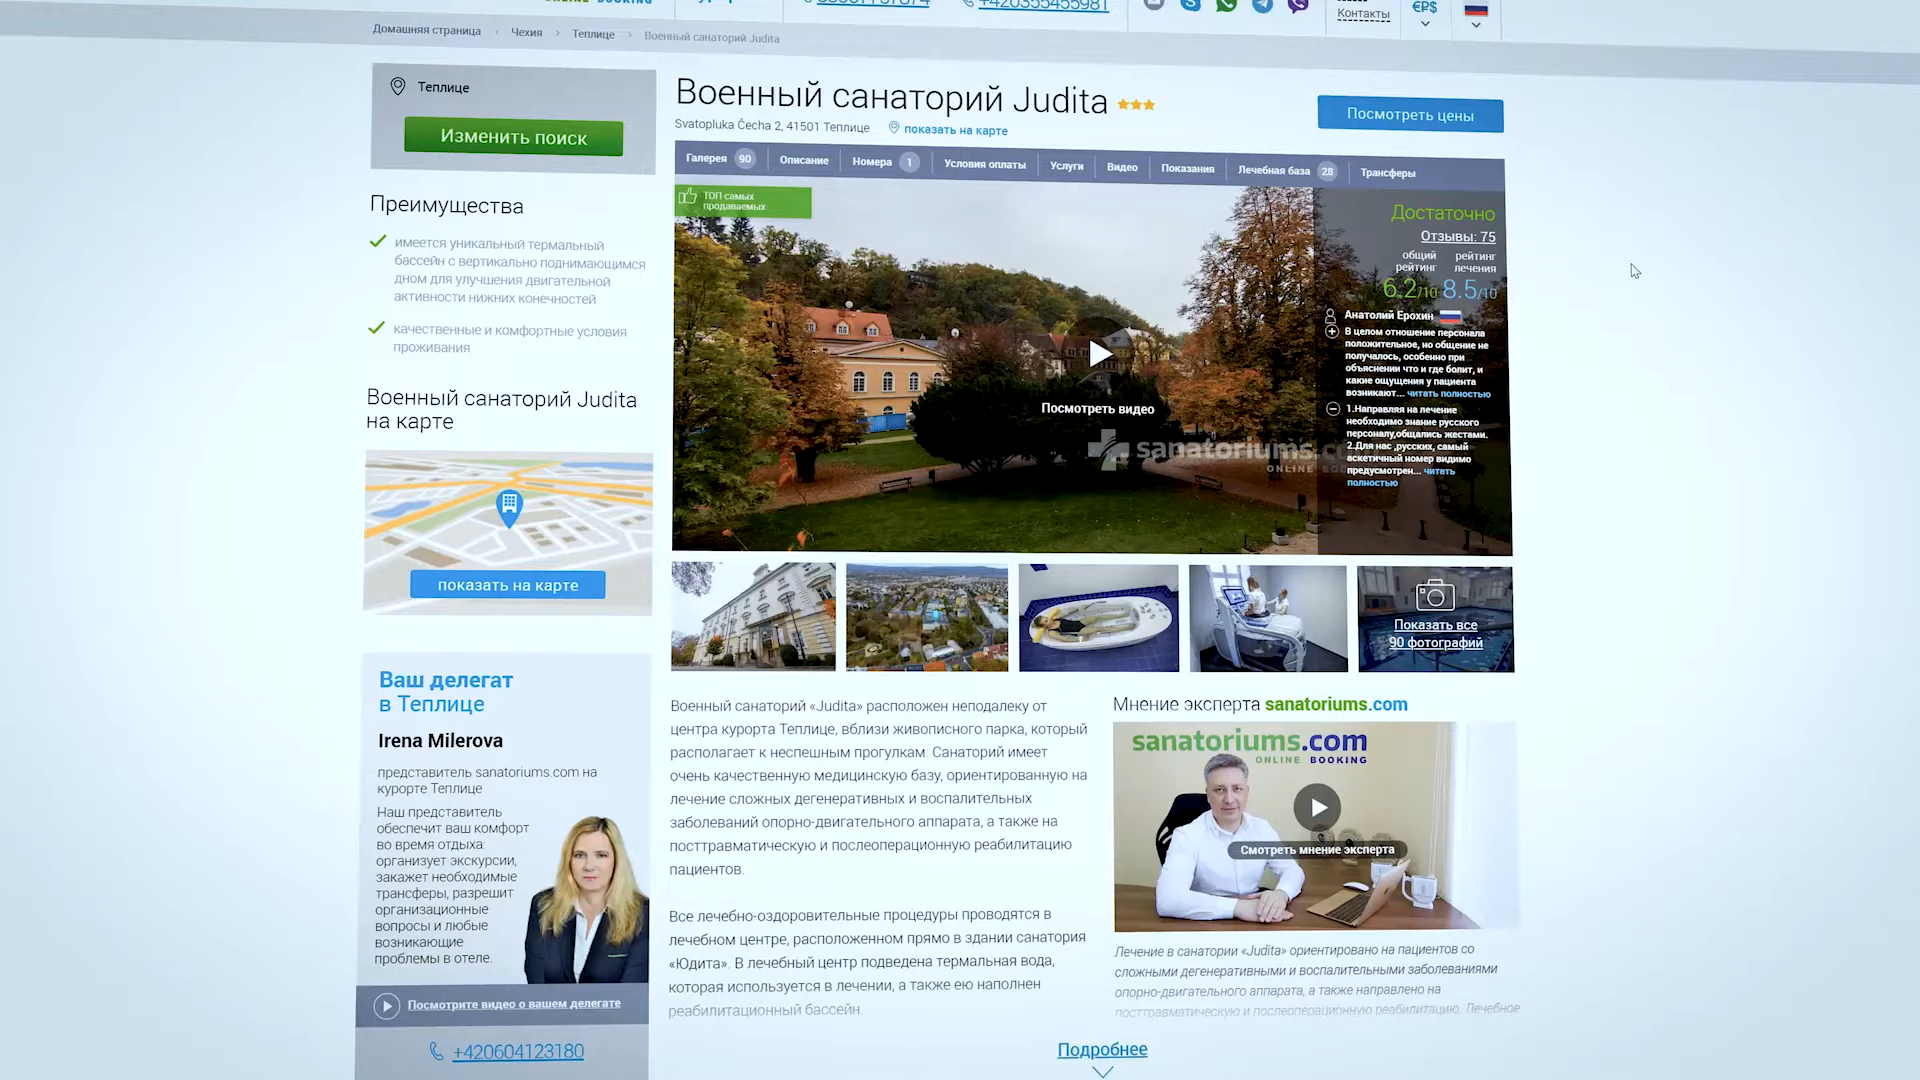 ONLINE BOOKING
+420355455981
Контакты
€₽$
Домашняя страница > Чехия > Теплице > Военный санаторий Judita
Теплице
Изменить поиск
Преимущества
имеется уникальный термальный
бассейн с вертикально поднимающимся
дном для улучшения двигательной
активности нижних конечностей
качественные и комфортные условия
проживания
Военный санаторий Judita
на карте
показать на карте
Ваш делегат
в Теплице
Irena Milerova
представитель sanatoriums.com на
курорте Теплице
Наш представитель
обеспечит ваш комфорт
во время отдыха:
организует экскурсии,
закажет необходимые
трансферы, разрешит
организационные
вопросы и любые
возникающие
проблемы в отеле.
Посмотрите видео о вашем делегате
+420604123180
Военный санаторий Judita
Svatopluka Čecha 2, 41501 Теплице
показать на карте
Посмотреть цены
Галерея 90 Описание Номера 1 Условия оплаты Услуги Видео Показания Лечебная база 28 Трансферы
ТОП самых
продаваемых
Посмотреть видео
sanatoriums.com
Достаточно
Отзывы: 75
общий рейтинг
рейтинг лечения
6.2/10 8.5/10
Анатолий Ерохин
В целом отношение персонала
положительное, но общение не
получалось, особенно при
объяснении что и где болит, и
какие ощущения у пациента
возникают... читать полностью
1.Направляя на лечение
необходимо знание русского
персоналу,общались жестами.
2.Для нас ,русских, самый
аскетичный номер видимо
предусмотрен... читать
полностью
Показать все
90 фотографий
Военный санаторий «Judita» расположен неподалеку от
центра курорта Теплице, вблизи живописного парка, который
располагает к неспешным прогулкам. Санаторий имеет
очень качественную медицинскую базу, ориентированную на
лечение сложных дегенеративных и воспалительных
заболеваний опорно-двигательного аппарата, а также на
посттравматическую и послеоперационную реабилитацию
пациентов.
Все лечебно-оздоровительные процедуры проводятся в
лечебном центре, расположенном прямо в здании санатория
«Юдита». В лечебный центр подведена термальная вода,
которая используется в лечении, а также ею наполнен
реабилитационный бассейн.
Мнение эксперта sanatoriums.com
sanatoriums.com
ONLINE BOOKING
Смотреть мнение эксперта
Лечение в санатории «Judita» ориентировано на пациентов со
сложными дегенеративными и воспалительными заболеваниями
опорно-двигательного аппарата, а также направлено на
посттравматическую и послеоперационную реабилитацию. Лечебное
Подробнее